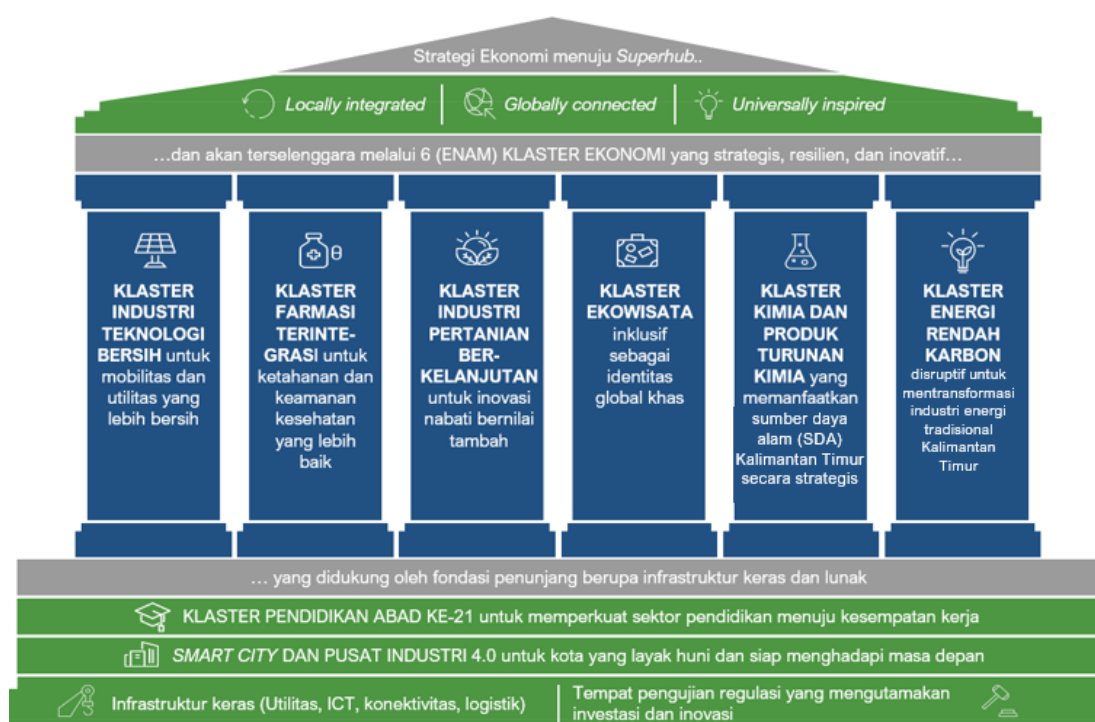 Strategi Ekonomi menuju Superhub..
Locally integrated
Globally connected
Universally inspired
…dan akan terselenggara melalui 6 (ENAM) KLASTER EKONOMI yang strategis, resilien, dan inovatif…
KLASTER
INDUSTRI
TEKNOLOGI
BERSIH untuk
mobilitas dan
utilitas yang
lebih bersih
KLASTER
FARMASI
TERINTE-
GRASI untuk
ketahanan dan
keamanan
kesehatan
yang lebih
baik
KLASTER
INDUSTRI
PERTANIAN
BER-
KELANJUTAN
untuk inovasi
nabati bernilai
tambah
KLASTER
EKOWISATA
inklusif
sebagai
identitas
global khas
KLASTER
KIMIA DAN
PRODUK
TURUNAN
KIMIA yang
memanfaatkan
sumber daya
alam (SDA)
Kalimantan Timur
secara strategis
KLASTER
ENERGI
RENDAH
KARBON
disruptif untuk
mentransformasi
industri energi
tradisional
Kalimantan
Timur
… yang didukung oleh fondasi penunjang berupa infrastruktur keras dan lunak
KLASTER PENDIDIKAN ABAD KE-21 untuk memperkuat sektor pendidikan menuju kesempatan kerja
SMART CITY DAN PUSAT INDUSTRI 4.0 untuk kota yang layak huni dan siap menghadapi masa depan
Infrastruktur keras (Utilitas, ICT, konektivitas, logistik)
Tempat pengujian regulasi yang mengutamakan
investasi dan inovasi